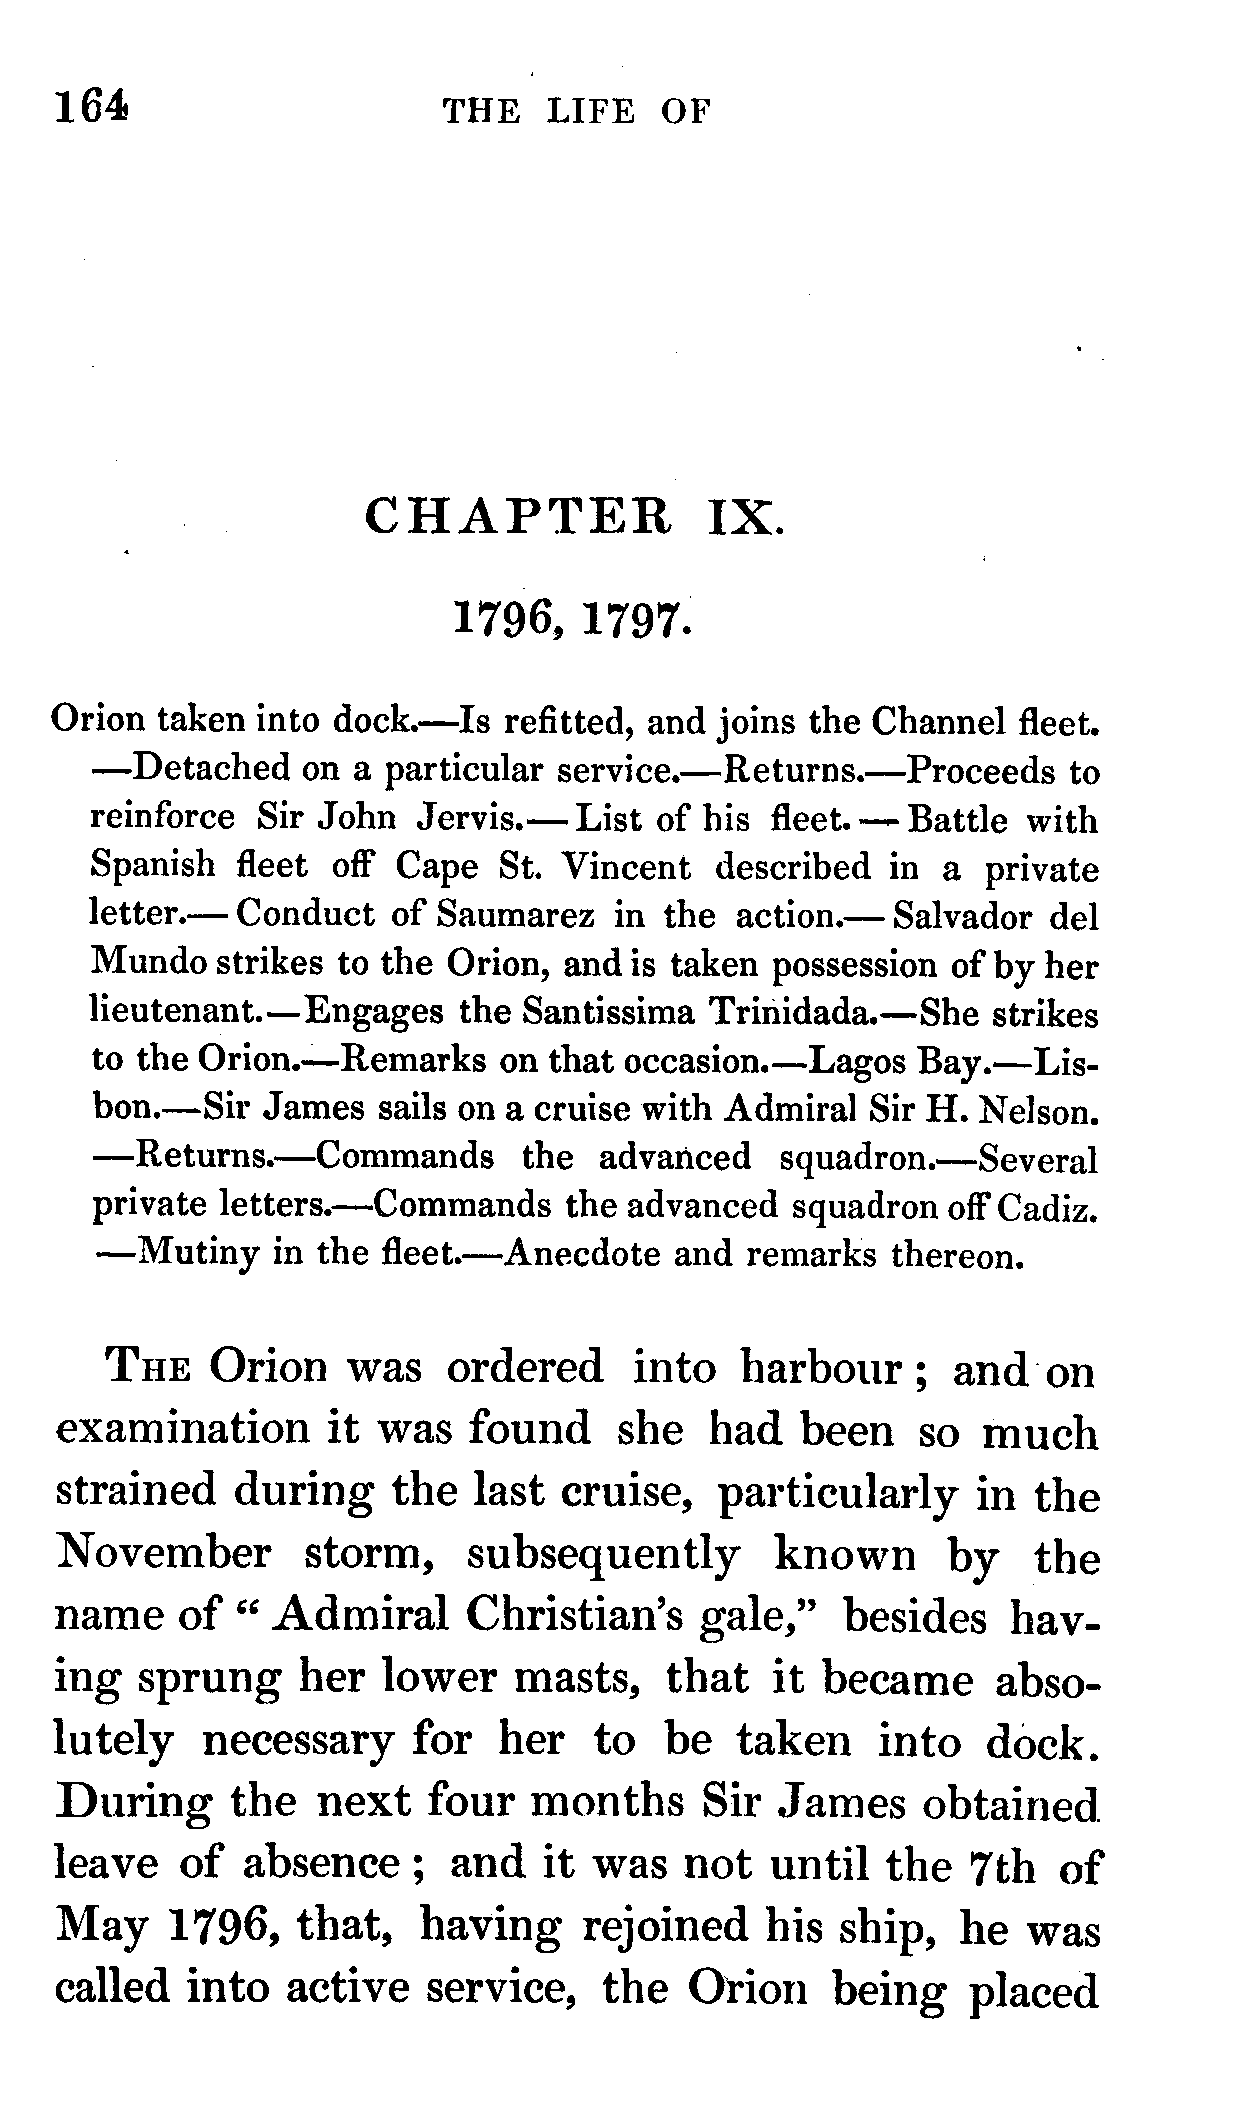 164 THE LIFE OF
CHAPTER IX.
1796, 1797.
Orion taken into dock.—Is refitted, and joins the Channel fleet.
—Detached on a particular service.—Returns.—Proceeds to
reinforce Sir John Jervis.— List of his fleet. — Battle with
Spanish fleet off Cape St. Vincent described in a private
letter.— Conduct of Saumarez in the action.— Salvador del
Mundo strikes to the Orion, and is taken possession of by her
lieutenant.—Engages the Santissima Trinidada.—She strikes
to the Orion.—Remarks on that occasion.—Lagos Bay.—Lis-
bon.—Sir James sails on a cruise with Admiral Sir H. Nelson.
—Returns.—Commands the advanced squadron.—Several
private letters.—Commands the advanced squadron off Cadiz.
—Mutiny in the fleet.—Anecdote and remarks thereon.
THE Orion was ordered into harbour ; and on
examination it was found she had been so much
strained during the last cruise, particularly in the
November storm, subsequently known by the
name of " Admiral Christian's gale," besides hav-
ing sprung her lower masts, that it became abso-
lutely necessary for her to be taken into dock.
During the next four months Sir James obtained
leave of absence ; and it was not until the 7th of
May 1796, that, having rejoined his ship, he was
called into active service, the Orion being placed